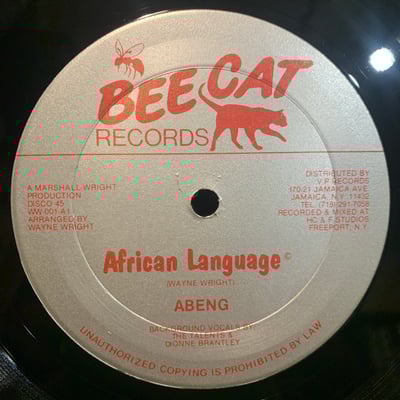 BEE CAT
RECORDS
A MARSHALL WRIGHT
PRODUCTION
DISCO 45
WW 001-A1
ARRANGED BY
WAYNE WRIGHT
DISTRIBUTED BY
V.P. RECORDS
170-21 JAMAICA AVE.
JAMAICA, N.Y. 11432
TEL. (718)-291-7058
RECORDED & MIXED AT
HC & F STUDIOS
FREEPORT, N.Y.
African Language ©
(WAYNE WRIGHT)
ABENG
BACKGROUND VOCALS BY:
THE TALENTS &
DIONNE BRANTLEY
UNAUTHORIZED COPYING IS PROHIBITED BY LAW